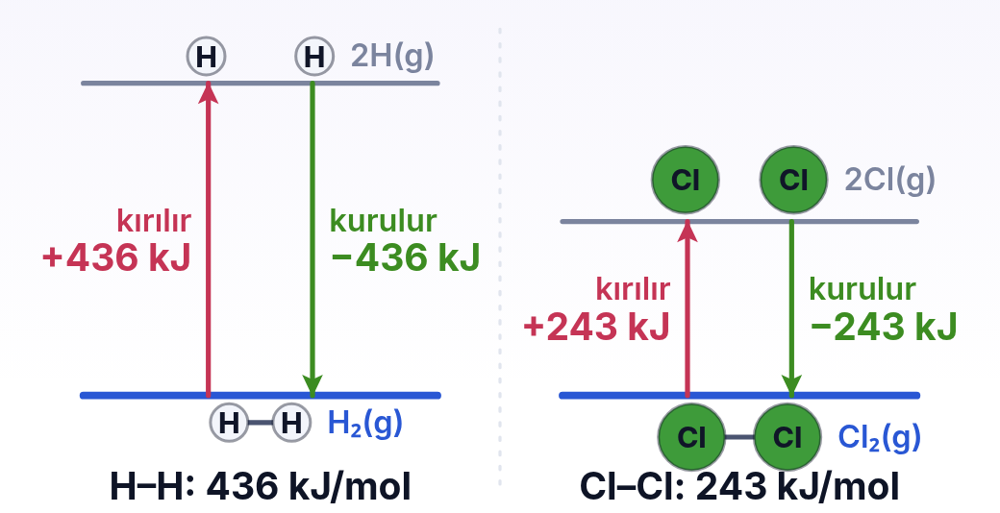 H H 2H(g)
kırılır
+436 kJ
kurulur
−436 kJ
H H H₂(g)
H–H: 436 kJ/mol
Cl Cl 2Cl(g)
kırılır
+243 kJ
kurulur
−243 kJ
Cl Cl Cl₂(g)
Cl–Cl: 243 kJ/mol